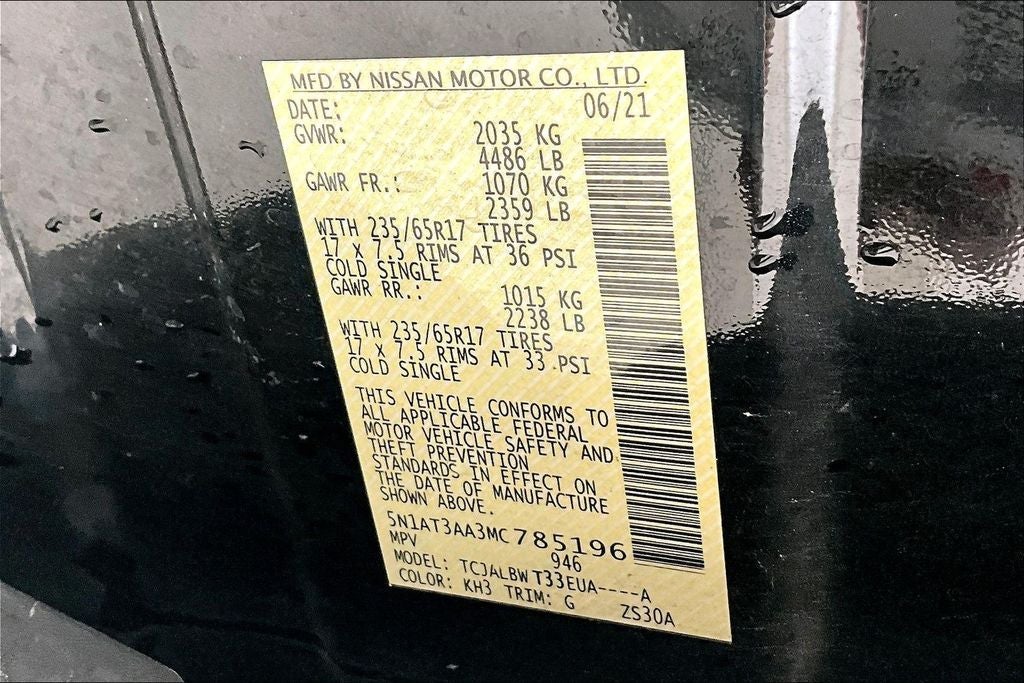 MFD BY NISSAN MOTOR CO., LTD.
DATE: 06/21
GVWR: 2035 KG
4486 LB
GAWR FR.: 1070 KG
2359 LB
WITH 235/65R17 TIRES
17 X 7.5 RIMS AT 36 PSI
COLD SINGLE
GAWR RR.: 1015 KG
2238 LB
WITH 235/65R17 TIRES
17 X 7.5 RIMS AT 33 PSI
COLD SINGLE
THIS VEHICLE CONFORMS TO
ALL APPLICABLE FEDERAL
MOTOR VEHICLE SAFETY AND
THEFT PREVENTION
STANDARDS IN EFFECT ON
THE DATE OF MANUFACTURE
SHOWN ABOVE.
5N1AT3AA3MC785196
MPV 946
MODEL: TCJALBWT33EUA----A
COLOR: KH3 TRIM: G ZS30A